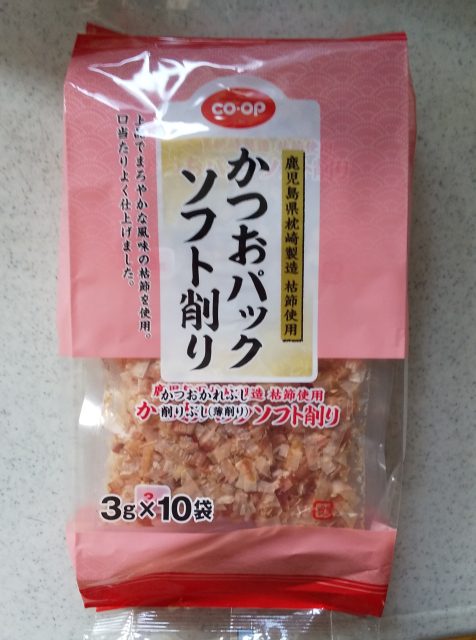 co·op
鹿児島県枕崎製造 枯節使用
かつおパック
ソフト削り
上品でまろやかな風味の枯節を使用。
口当たりよく仕上げました。
かつおかれぶし
造 枯節使用
か
削りぶし(薄削り)
ソフト削り
3g×10袋